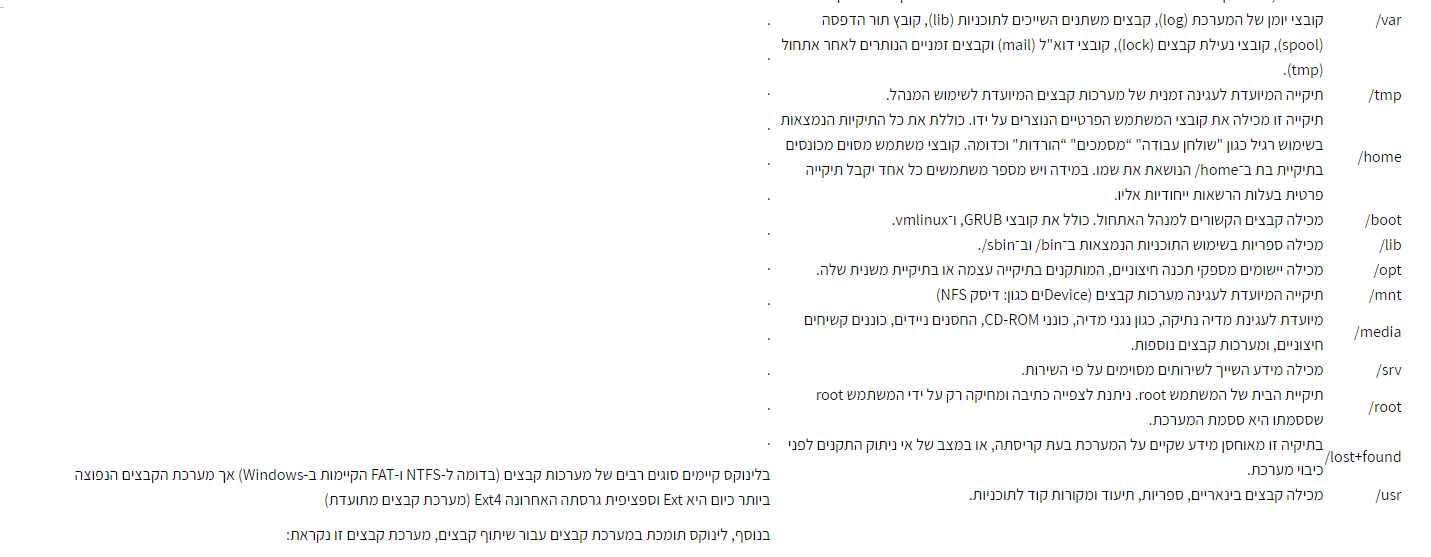 /var
קובצי יומן של המערכת (log), קבצים משתנים השייכים לתוכניות (lib), קובץ תור הדפסה
(spool), קובצי נעילת קבצים (lock), קובצי דוא"ל (mail) וקבצים זמניים הנותרים לאחר אתחול
(tmp).
/tmp
תיקייה המיועדת לעגינה זמנית של מערכות קבצים המיועדת לשימוש המנהל.
/home
תיקייה זו מכילה את קובצי המשתמש הפרטיים הנוצרים על ידו. כוללת את כל התיקיות הנמצאות
בשימוש רגיל כגון "שולחן עבודה" "מסמכים" "הורדות" וכדומה. קובצי משתמש מסוים מכונסים
בתיקיית בת ב־home/ הנושאת את שמו. במידה ויש מספר משתמשים כל אחד יקבל תיקייה
פרטית בעלות הרשאות ייחודיות אליו.
/boot
מכילה קבצים הקשורים למנהל האתחול. כולל את קובצי GRUB, ו־vmlinux.
/lib
מכילה ספריות בשימוש התוכניות הנמצאות ב־bin/ וב־sbin/.
/opt
מכילה יישומים מספקי תכנה חיצוניים, המותקנים בתיקייה עצמה או בתיקיית משנית שלה.
/mnt
תיקייה המיועדת לעגינה מערכות קבצים (Deviceים כגון: דיסק NFS)
/media
מיועדת לעגינת מדיה נתיקה, כגון נגני מדיה, כונני CD-ROM, החסנים ניידים, כוננים קשיחים
חיצוניים, ומערכות קבצים נוספות.
/srv
מכילה מידע השייך לשירותים מסוימים על פי השירות.
/root
תיקיית הבית של המשתמש root. ניתנת לצפייה כתיבה ומחיקה רק על ידי המשתמש root
שססמתו היא ססמת המערכת.
/lost+found
בתיקיה זו מאוחסן מידע שקיים על המערכת בעת קריסתה, או במצב של אי ניתוק התקנים לפני
כיבוי מערכת.
/usr
מכילה קבצים בינאריים, ספריות, תיעוד ומקורות קוד לתוכניות.
בלינוקס קיימים סוגים רבים של מערכות קבצים (בדומה ל-NTFS ו-FAT הקיימות ב-Windows) אך מערכת הקבצים הנפוצה
ביותר כיום היא Ext וספציפית גרסתה האחרונה Ext4 (מערכת קבצים מתועדת)
בנוסף, לינוקס תומכת במערכת קבצים עבור שיתוף קבצים, מערכת קבצים זו נקראת: